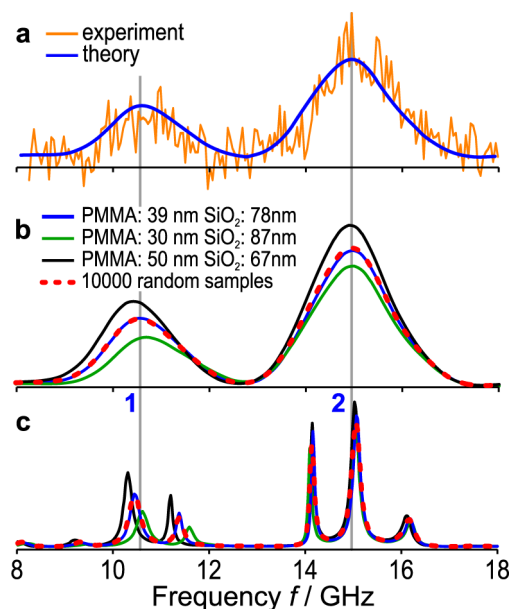 a
experiment
theory
b
PMMA: 39 nm SiO₂: 78nm
PMMA: 30 nm SiO₂: 87nm
PMMA: 50 nm SiO₂: 67nm
10000 random samples
1
2
c
8 10 12 14 16 18
Frequency f / GHz